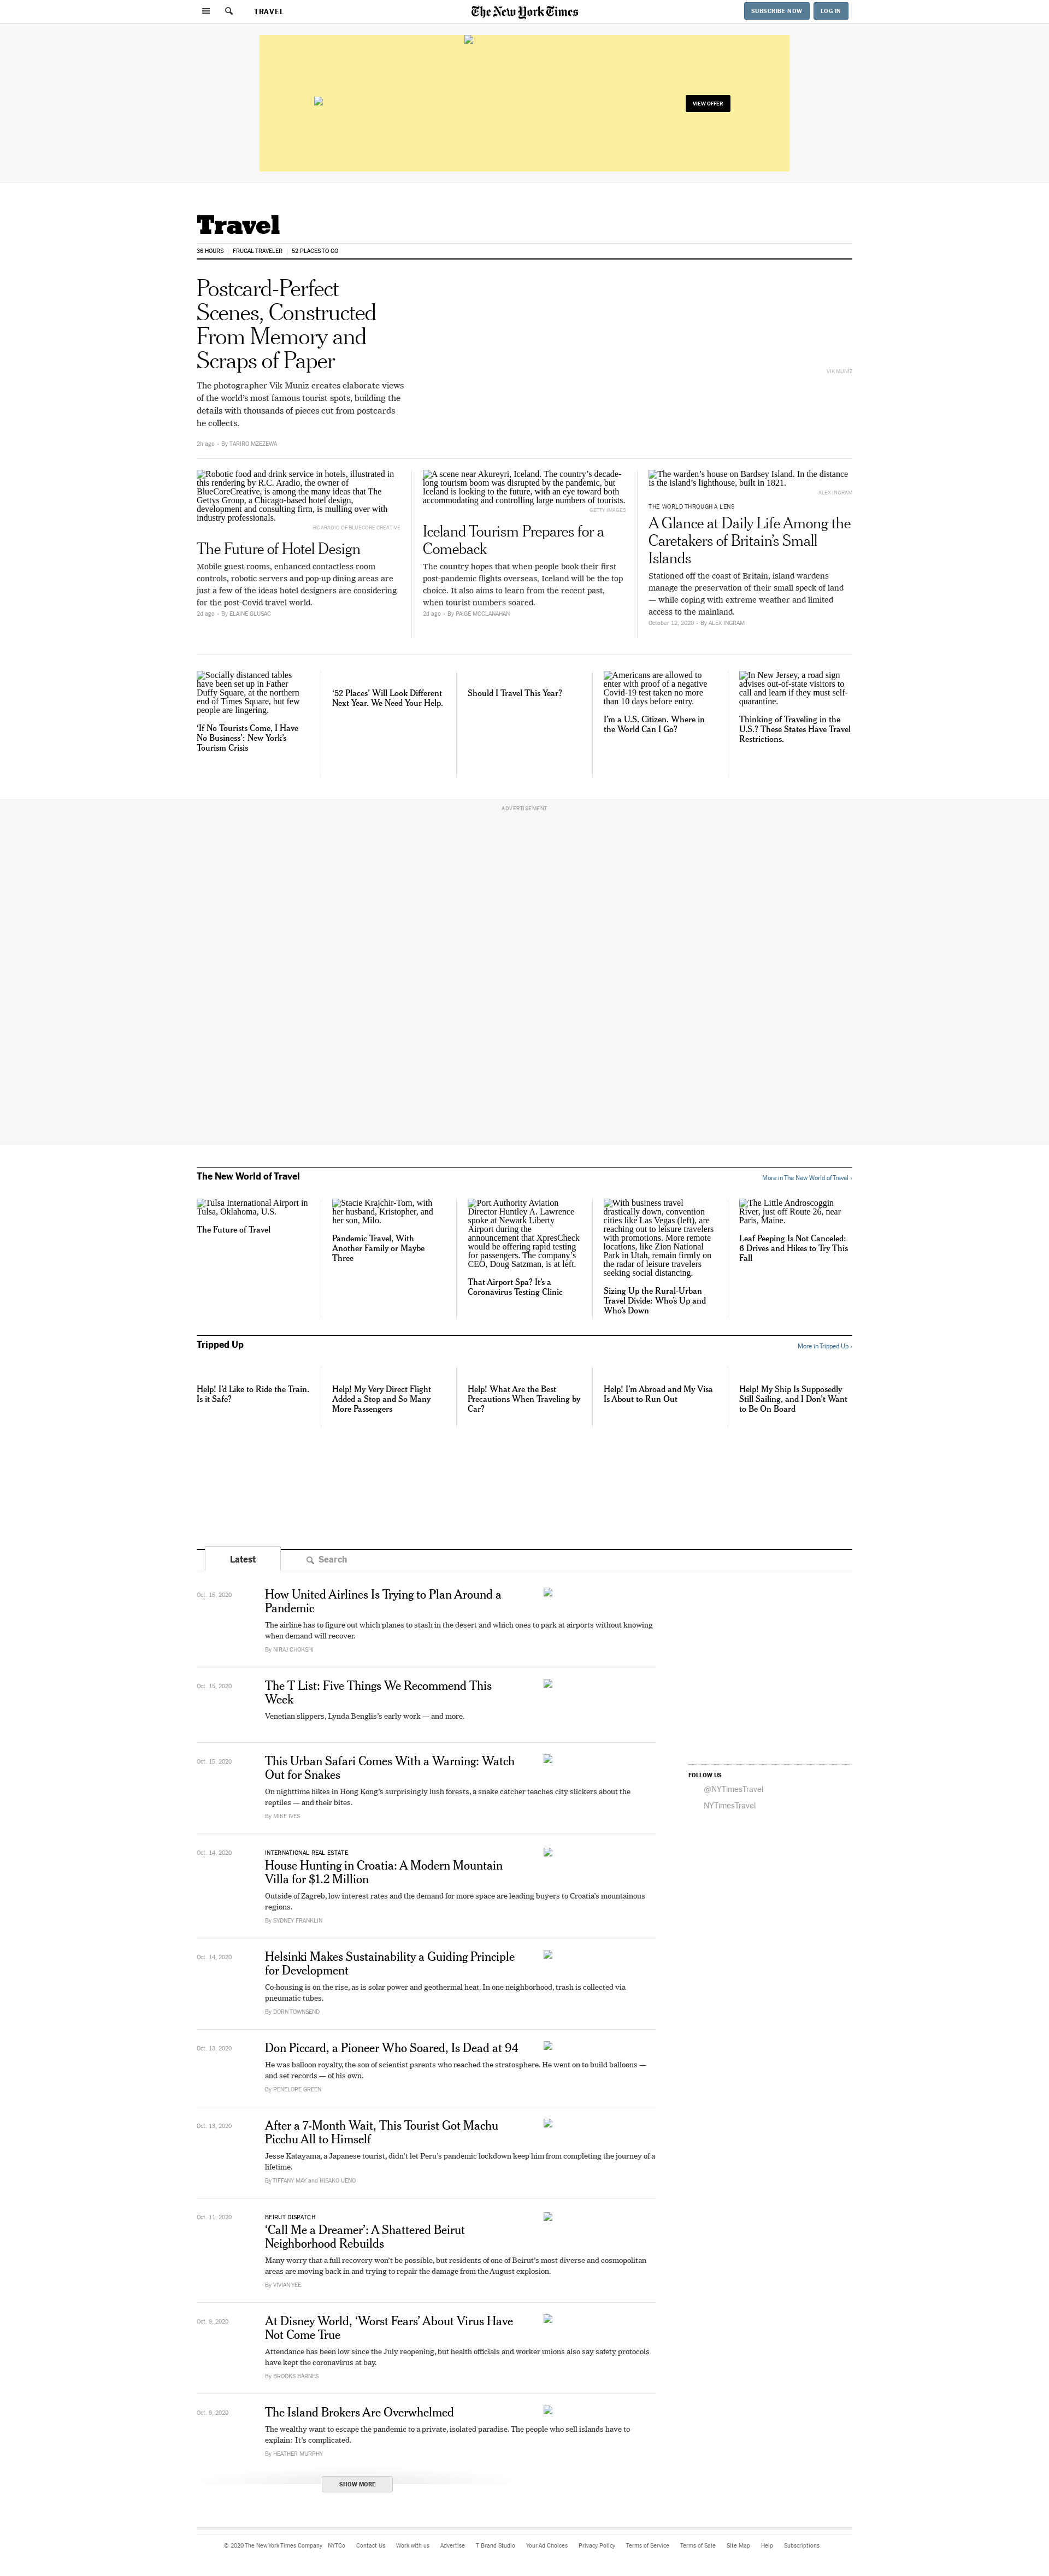 TRAVEL
The New York Times
SUBSCRIBE NOW
LOG IN
VIEW OFFER
Travel
36 HOURS
FRUGAL TRAVELER
52 PLACES TO GO
Postcard-Perfect
Scenes, Constructed
From Memory and
Scraps of Paper
The photographer Vik Muniz creates elaborate views
of the world’s most famous tourist spots, building the
details with thousands of pieces cut from postcards
he collects.
2h ago - By TARIRO MZEZEWA
VIK MUNIZ
Robotic food and drink service in hotels, illustrated in
this rendering by R.C. Aradio, the owner of
BlueCoreCreative, is among the many ideas that The
Gettys Group, a Chicago-based hotel design,
development and consulting firm, is mulling over with
industry professionals.
RC ARADIO OF BLUECORE CREATIVE
The Future of Hotel Design
Mobile guest rooms, enhanced contactless room
controls, robotic servers and pop-up dining areas are
just a few of the ideas hotel designers are considering
for the post-Covid travel world.
2d ago - By ELAINE GLUSAC
A scene near Akureyri, Iceland. The country’s decade-
long tourism boom was disrupted by the pandemic, but
Iceland is looking to the future, with an eye toward both
accommodating and controlling large numbers of tourists.
GETTY IMAGES
Iceland Tourism Prepares for a
Comeback
The country hopes that when people book their first
post-pandemic flights overseas, Iceland will be the top
choice. It also aims to learn from the recent past,
when tourist numbers soared.
2d ago - By PAIGE MCCLANAHAN
The warden’s house on Bardsey Island. In the distance
is the island’s lighthouse, built in 1821.
ALEX INGRAM
THE WORLD THROUGH A LENS
A Glance at Daily Life Among the
Caretakers of Britain’s Small
Islands
Stationed off the coast of Britain, island wardens
manage the preservation of their small specks of land
— while coping with extreme weather and limited
access to the mainland.
October 12, 2020 - By ALEX INGRAM
Socially distanced tables
have been set up in Father
Duffy Square, at the northern
end of Times Square, but few
people are lingering.
‘If No Tourists Come, I Have
No Business’: New York’s
Tourism Crisis
‘52 Places’ Will Look Different
Next Year. We Need Your Help.
Should I Travel This Year?
Americans are allowed to
enter with proof of a negative
Covid-19 test taken no more
than 10 days before entry.
I’m a U.S. Citizen. Where in
the World Can I Go?
In New Jersey, a road sign
advises out-of-state visitors to
call and learn if they must self-
quarantine.
Thinking of Traveling in the
U.S.? These States Have Travel
Restrictions.
ADVERTISEMENT
The New World of Travel
More in The New World of Travel ›
Tulsa International Airport in
Tulsa, Oklahoma, U.S.
The Future of Travel
Stacie Krajchir-Tom, with
her husband, Kristopher, and
her son, Milo.
Pandemic Travel, With
Another Family or Maybe
Three
Port Authority Aviation
Director Huntley A. Lawrence
spoke at Newark Liberty
Airport during the
announcement that XpresCheck
would be offering rapid testing
for passengers. The company’s
CEO, Doug Satzman, is at left.
That Airport Spa? It’s a
Coronavirus Testing Clinic
With business travel
drastically down, convention
cities like Las Vegas (left), are
reaching out to leisure travelers
with promotions. More remote
locations, like Zion National
Park in Utah, remain firmly on
the radar of leisure travelers
seeking social distancing.
Sizing Up the Rural-Urban
Travel Divide: Who’s Up and
Who’s Down
The Little Androscoggin
River, just off Route 26, near
Paris, Maine.
Leaf Peeping Is Not Canceled:
6 Drives and Hikes to Try This
Fall
Tripped Up
More in Tripped Up ›
Help! I’d Like to Ride the Train.
Is it Safe?
Help! My Very Direct Flight
Added a Stop and So Many
More Passengers
Help! What Are the Best
Precautions When Traveling by
Car?
Help! I’m Abroad and My Visa
Is About to Run Out
Help! My Ship Is Supposedly
Still Sailing, and I Don’t Want
to Be On Board
Latest
Search
Oct. 15, 2020
How United Airlines Is Trying to Plan Around a
Pandemic
The airline has to figure out which planes to stash in the desert and which ones to park at airports without knowing
when demand will recover.
By NIRAJ CHOKSHI
Oct. 15, 2020
The T List: Five Things We Recommend This
Week
Venetian slippers, Lynda Benglis’s early work — and more.
Oct. 15, 2020
This Urban Safari Comes With a Warning: Watch
Out for Snakes
On nighttime hikes in Hong Kong’s surprisingly lush forests, a snake catcher teaches city slickers about the
reptiles — and their bites.
By MIKE IVES
FOLLOW US
@NYTimesTravel
NYTimesTravel
Oct. 14, 2020
INTERNATIONAL REAL ESTATE
House Hunting in Croatia: A Modern Mountain
Villa for $1.2 Million
Outside of Zagreb, low interest rates and the demand for more space are leading buyers to Croatia’s mountainous
regions.
By SYDNEY FRANKLIN
Oct. 14, 2020
Helsinki Makes Sustainability a Guiding Principle
for Development
Co-housing is on the rise, as is solar power and geothermal heat. In one neighborhood, trash is collected via
pneumatic tubes.
By DORN TOWNSEND
Oct. 13, 2020
Don Piccard, a Pioneer Who Soared, Is Dead at 94
He was balloon royalty, the son of scientist parents who reached the stratosphere. He went on to build balloons —
and set records — of his own.
By PENELOPE GREEN
Oct. 13, 2020
After a 7-Month Wait, This Tourist Got Machu
Picchu All to Himself
Jesse Katayama, a Japanese tourist, didn’t let Peru’s pandemic lockdown keep him from completing the journey of a
lifetime.
By TIFFANY MAY and HISAKO UENO
Oct. 11, 2020
BEIRUT DISPATCH
‘Call Me a Dreamer’: A Shattered Beirut
Neighborhood Rebuilds
Many worry that a full recovery won’t be possible, but residents of one of Beirut’s most diverse and cosmopolitan
areas are moving back in and trying to repair the damage from the August explosion.
By VIVIAN YEE
Oct. 9, 2020
At Disney World, ‘Worst Fears’ About Virus Have
Not Come True
Attendance has been low since the July reopening, but health officials and worker unions also say safety protocols
have kept the coronavirus at bay.
By BROOKS BARNES
Oct. 9, 2020
The Island Brokers Are Overwhelmed
The wealthy want to escape the pandemic to a private, isolated paradise. The people who sell islands have to
explain: It’s complicated.
By HEATHER MURPHY
SHOW MORE
© 2020 The New York Times Company NYTCo Contact Us Work with us Advertise T Brand Studio Your Ad Choices Privacy Policy Terms of Service Terms of Sale Site Map Help Subscriptions